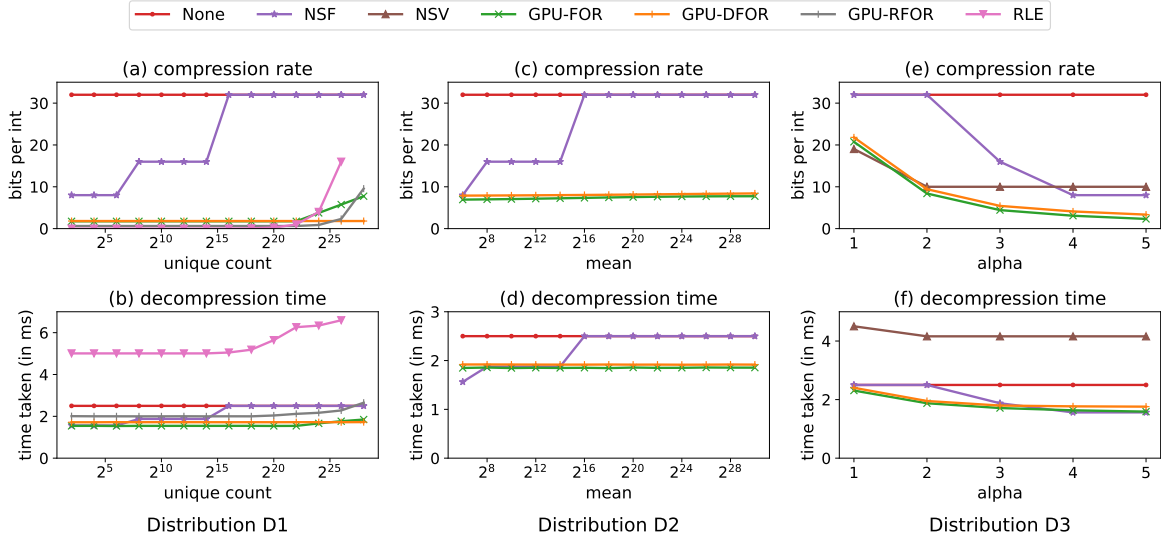 None NSF NSV GPU-FOR GPU-DFOR GPU-RFOR RLE
(a) compression rate
bits per int
30
20
10
0
2^5 2^10 2^15 2^20 2^25
unique count
(c) compression rate
bits per int
30
20
10
0
2^8 2^12 2^16 2^20 2^24 2^28
mean
(e) compression rate
bits per int
30
20
10
0
1 2 3 4 5
alpha
(b) decompression time
time taken (in ms)
6
4
2
0
2^5 2^10 2^15 2^20 2^25
unique count
(d) decompression time
time taken (in ms)
3
2
1
0
2^8 2^12 2^16 2^20 2^24 2^28
mean
(f) decompression time
time taken (in ms)
4
2
0
1 2 3 4 5
alpha
Distribution D1
Distribution D2
Distribution D3